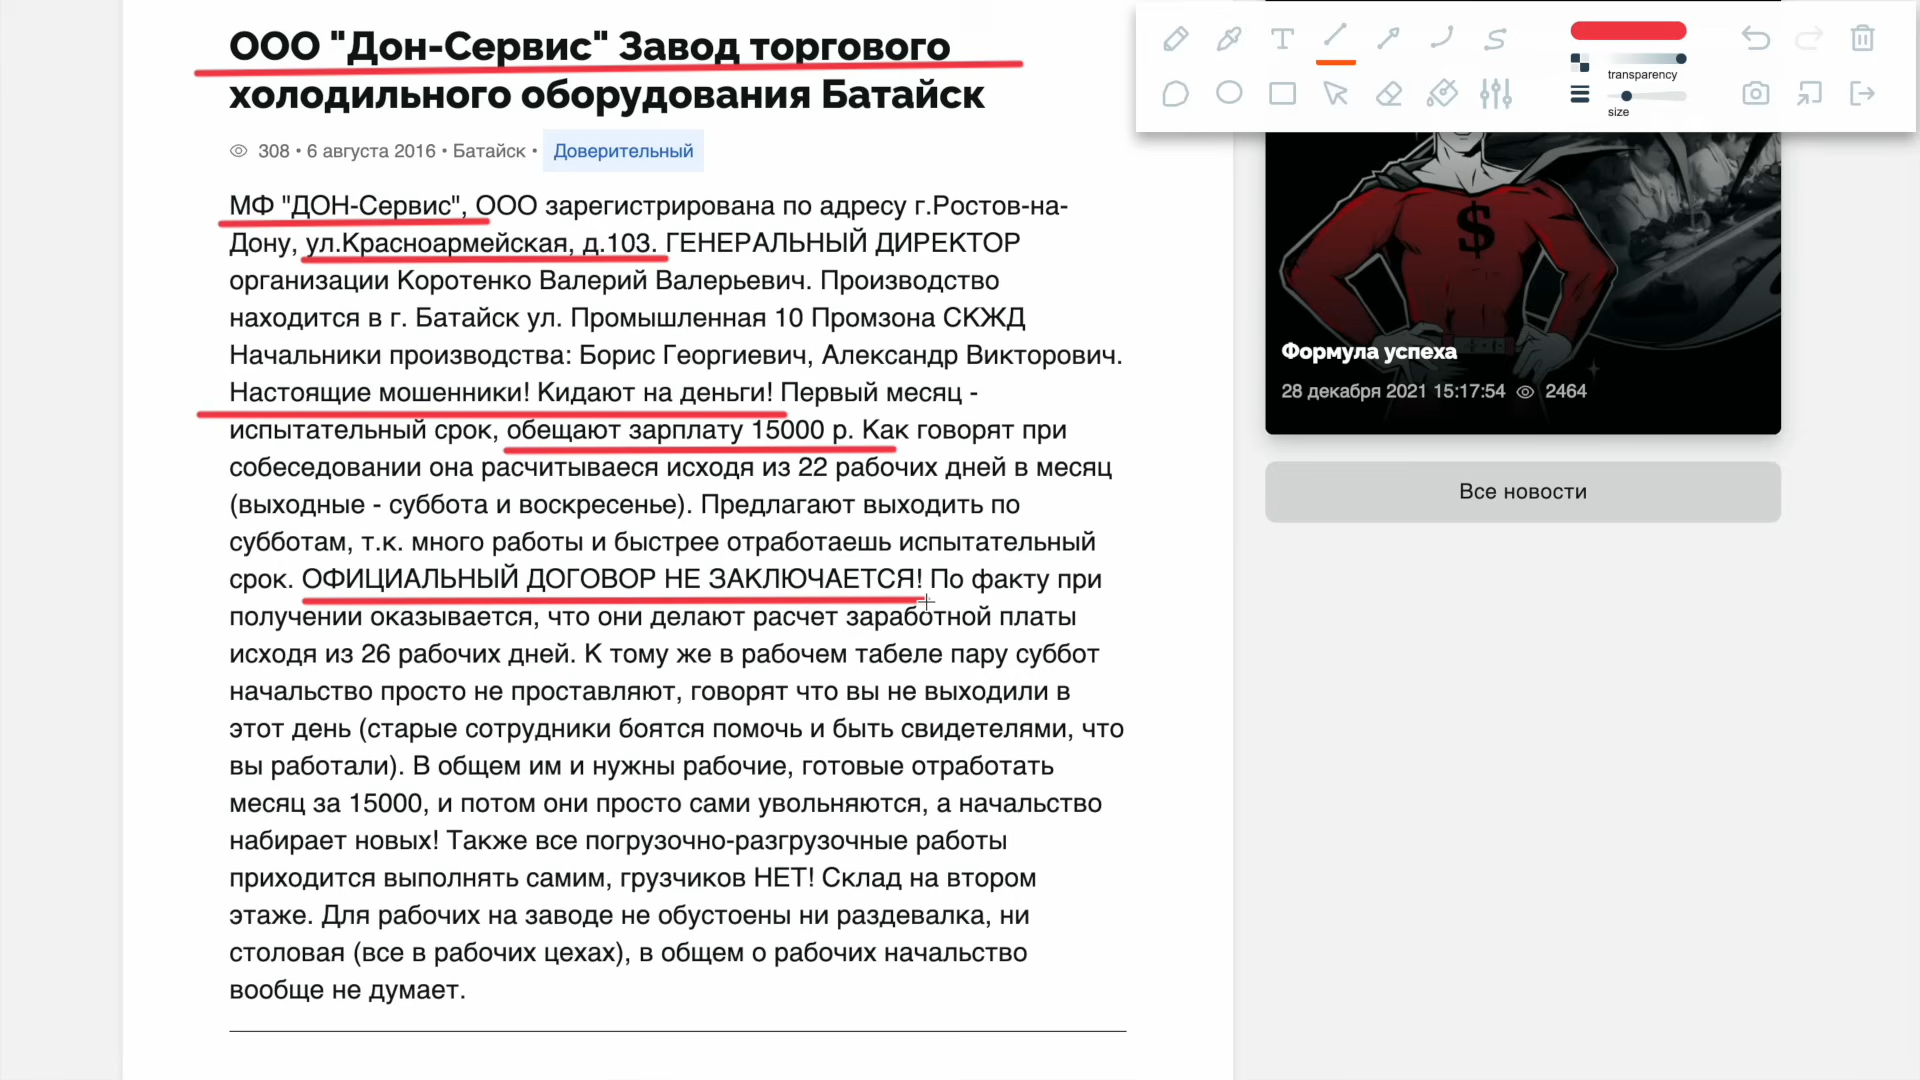 ООО "Дон-Сервис" Завод торгового
холодильного оборудования Батайск
308 • 6 августа 2016 • Батайск • Доверительный
МФ "ДОН-Сервис", ООО зарегистрирована по адресу г.Ростов-на-
Дону, ул.Красноармейская, д.103. ГЕНЕРАЛЬНЫЙ ДИРЕКТОР
организации Коротенко Валерий Валерьевич. Производство
находится в г. Батайск ул. Промышленная 10 Промзона СКЖД
Начальники производства: Борис Георгиевич, Александр Викторович.
Настоящие мошенники! Кидают на деньги! Первый месяц -
испытательный срок, обещают зарплату 15000 р. Как говорят при
собеседовании она расчитываеся исходя из 22 рабочих дней в месяц
(выходные - суббота и воскресенье). Предлагают выходить по
субботам, т.к. много работы и быстрее отработаешь испытательный
срок. ОФИЦИАЛЬНЫЙ ДОГОВОР НЕ ЗАКЛЮЧАЕТСЯ! По факту при
получении оказывается, что они делают расчет заработной платы
исходя из 26 рабочих дней. К тому же в рабочем табеле пару суббот
начальство просто не проставляют, говорят что вы не выходили в
этот день (старые сотрудники боятся помочь и быть свидетелями, что
вы работали). В общем им и нужны рабочие, готовые отработать
месяц за 15000, и потом они просто сами увольняются, а начальство
набирает новых! Также все погрузочно-разгрузочные работы
приходится выполнять самим, грузчиков НЕТ! Склад на втором
этаже. Для рабочих на заводе не обустоены ни раздевалка, ни
столовая (все в рабочих цехах), в общем о рабочих начальство
вообще не думает.
transparency
size
$
Формула успеха
28 декабря 2021 15:17:54 2464
Все новости